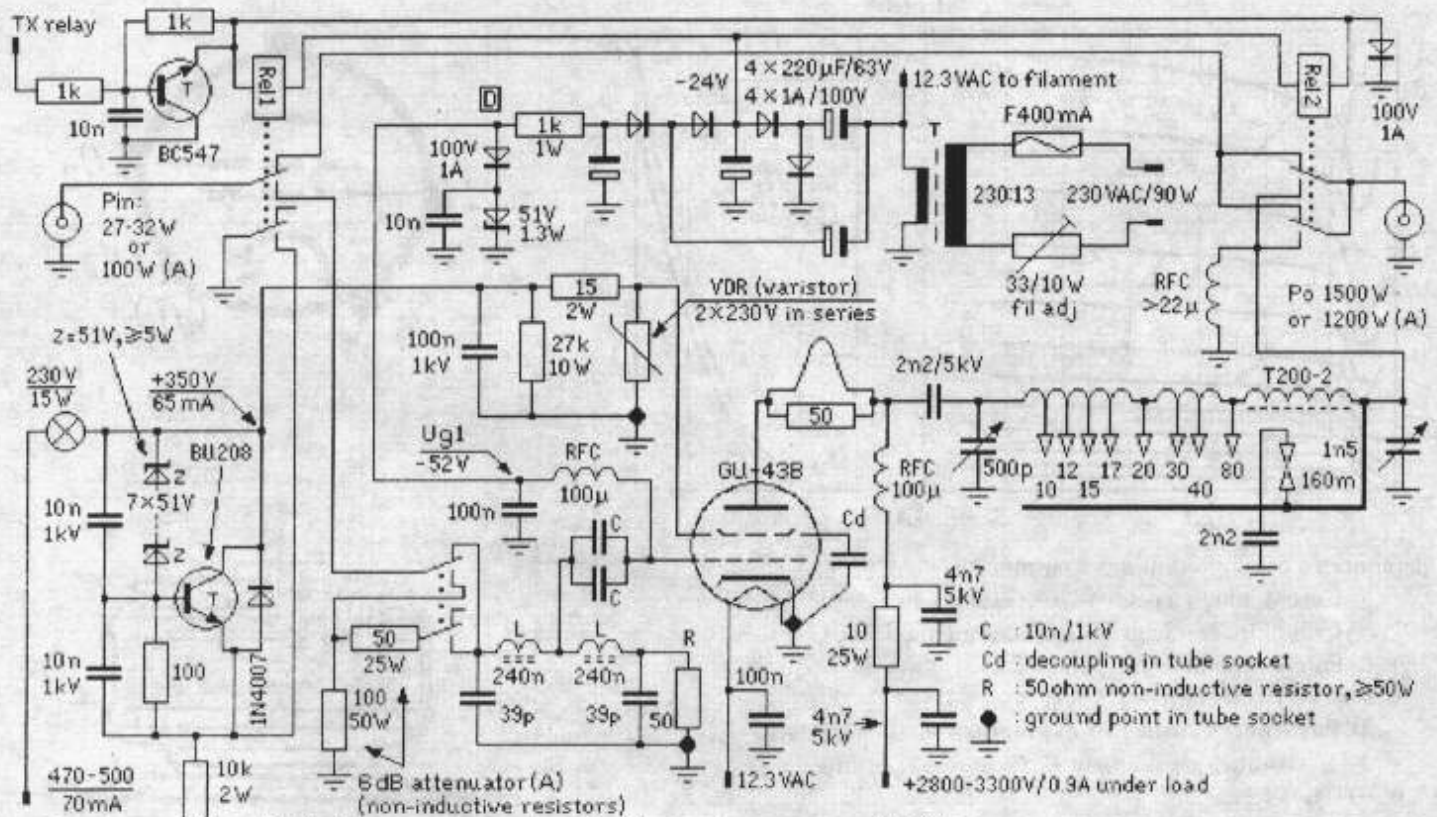 TX relay
1k
1k
10n
T
BC547
Rel1
Pin:
27-32W
or
100W (A)
D
1k
1W
100V
1A
10n
51V
1.3W
-24V
4×220μF/63V
4×1A/100V
12.3VAC to filament
T
F400mA
230:13
230VAC/90W
33/10W
fil adj
Rel2
100V
1A
RFC
>22μ
Po 1500W
or 1200W (A)
15
2W
VDR (waristor)
2×230V in series
100n
1kV
27k
10W
2=51V,≥5W
230V
15W
+350V
65mA
BU208
2
7×51V
2
10n
1kV
T
10n
1kV
100
1N4007
470-500
70mA
10k
2W
Ug1
-52V
RFC
100μ
100n
C
C
50
25W
100
50W
L
L
240n
240n
39p
39p
R
50
6dB attenuator(A)
(non-inductive resistors)
50
2n2/5kV
GU-43B
Cd
RFC
100μ
500p
10
12
15
17
20
30
40
80
T200-2
160m
1n5
2n2
4n7
5kV
10
25W
100n
4n7
5kV
12.3VAC
+2800-3300V/0.9A under load
C : 10n/1kV
Cd : decoupling in tube socket
R : 50ohm non-inductive resistor,≥50W
: ground point in tube socket